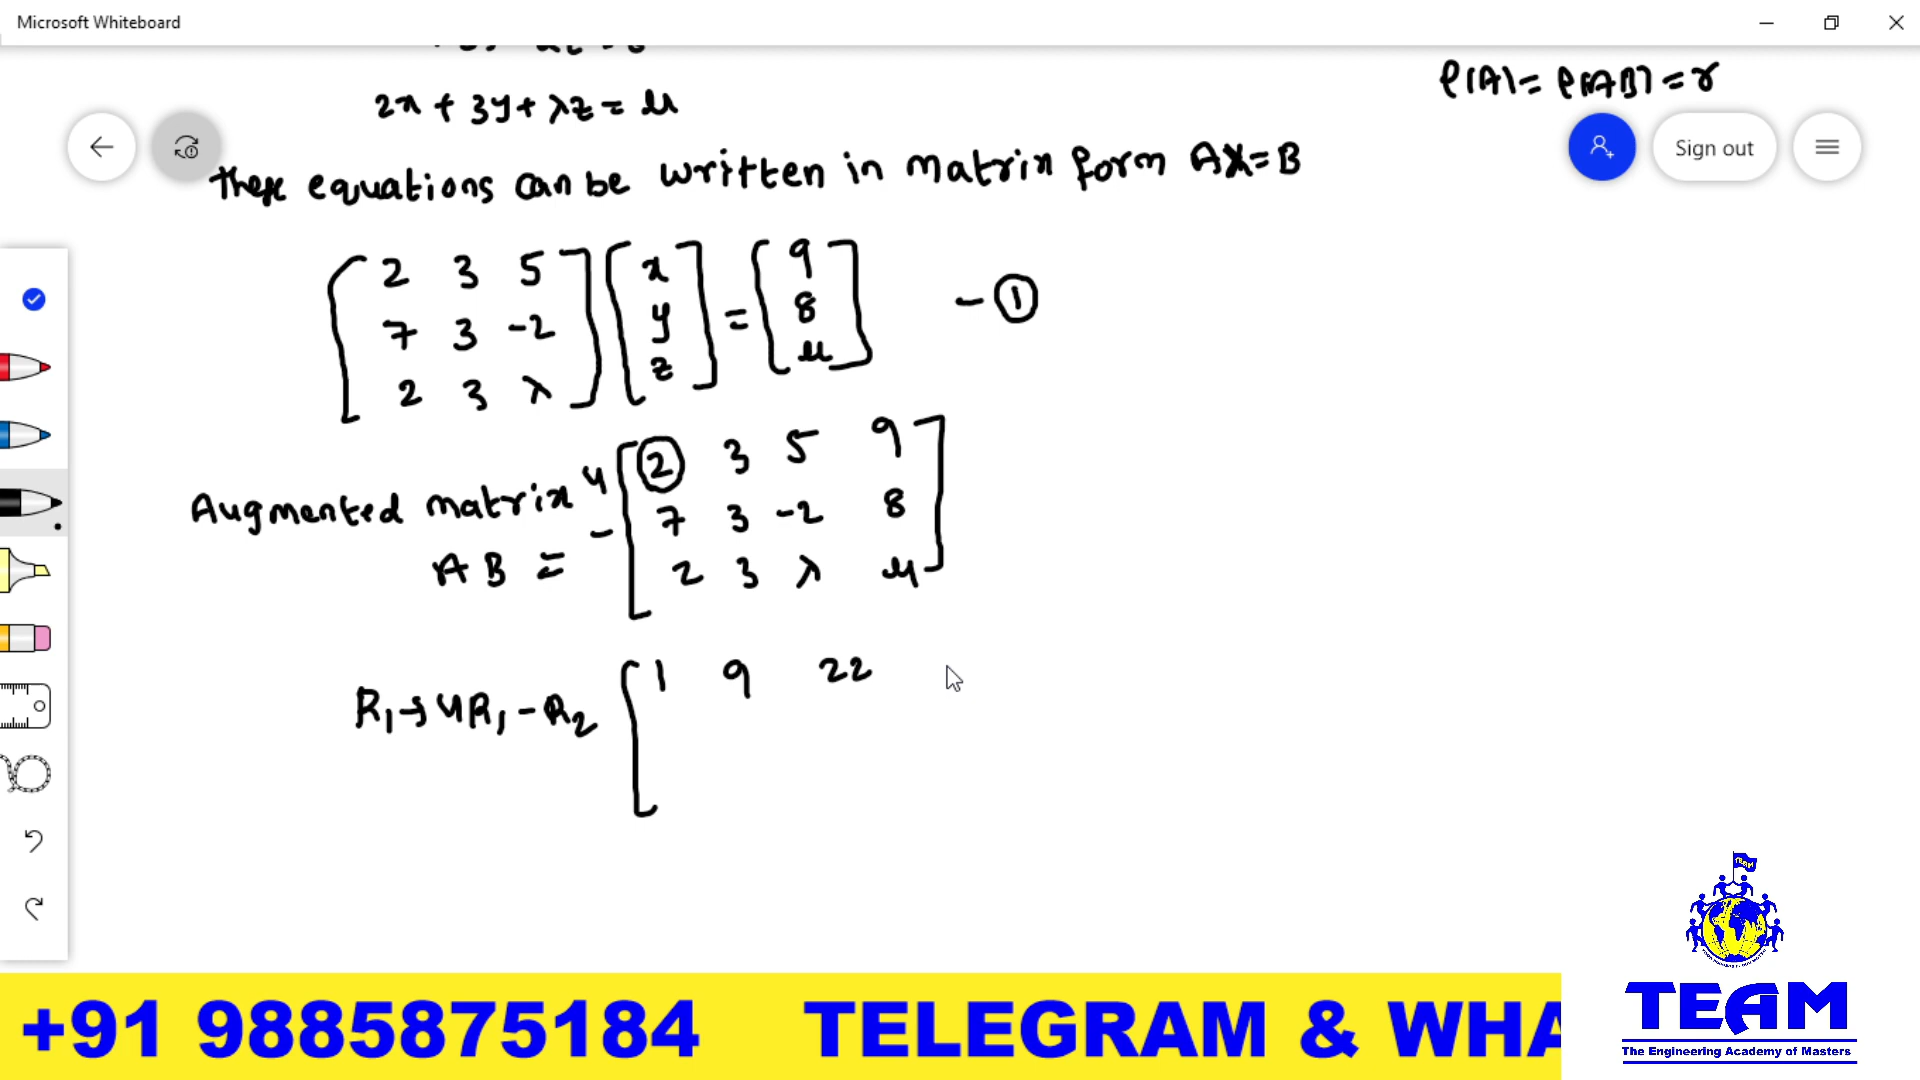 Microsoft Whiteboard
2x + 3y + λz = μ
ρ(A) = ρ(AB) = r
Sign out
These equations can be written in matrix form AX = B
2 3 5 x 9
7 3 -2 y = 8 - ①
2 3 λ z μ
Augmented matrix 4 ② 3 5 9
AB = - 7 3 -2 8
2 3 λ μ
R₁ → 4R₁ - R₂ [ 1 9 22
TEAM
The Engineering Academy of Masters
+91 9885875184 TELEGRAM & WHA